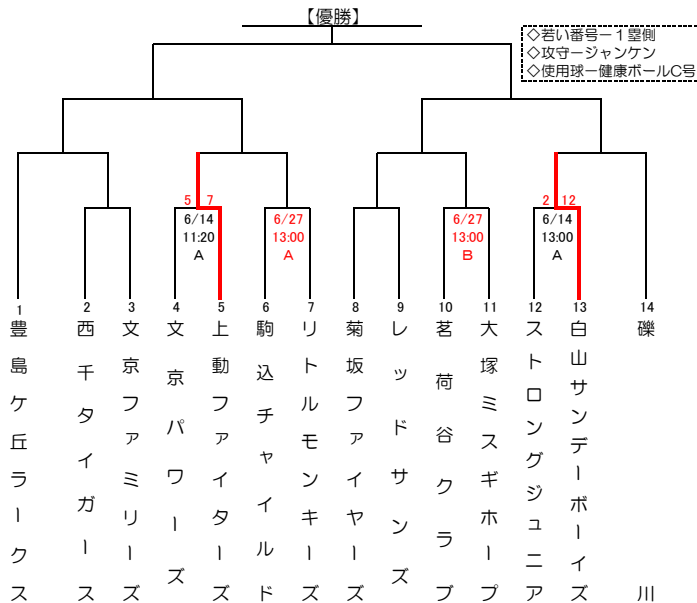 【優勝】
◇若い番号－１塁側
◇攻守－ジャンケン
◇使用球－健康ボールC号
5 7
6/14
11:20
A
6/27
13:00
A
6/27
13:00
B
2 12
6/14
13:00
A
1
豊島ケ丘ラークス
2
西千タイガース
3
文京ファミリーズ
4
文京パワーズ
5
上動ファイターズ
6
駒込チャイルド
7
リトルモンキーズ
8
菊坂ファイヤーズ
9
レッドサンズ
10
茗荷谷クラブ
11
大塚ミスギホープ
12
ストロングジュニア
13
白山サンデーボーイズ
14
礫川